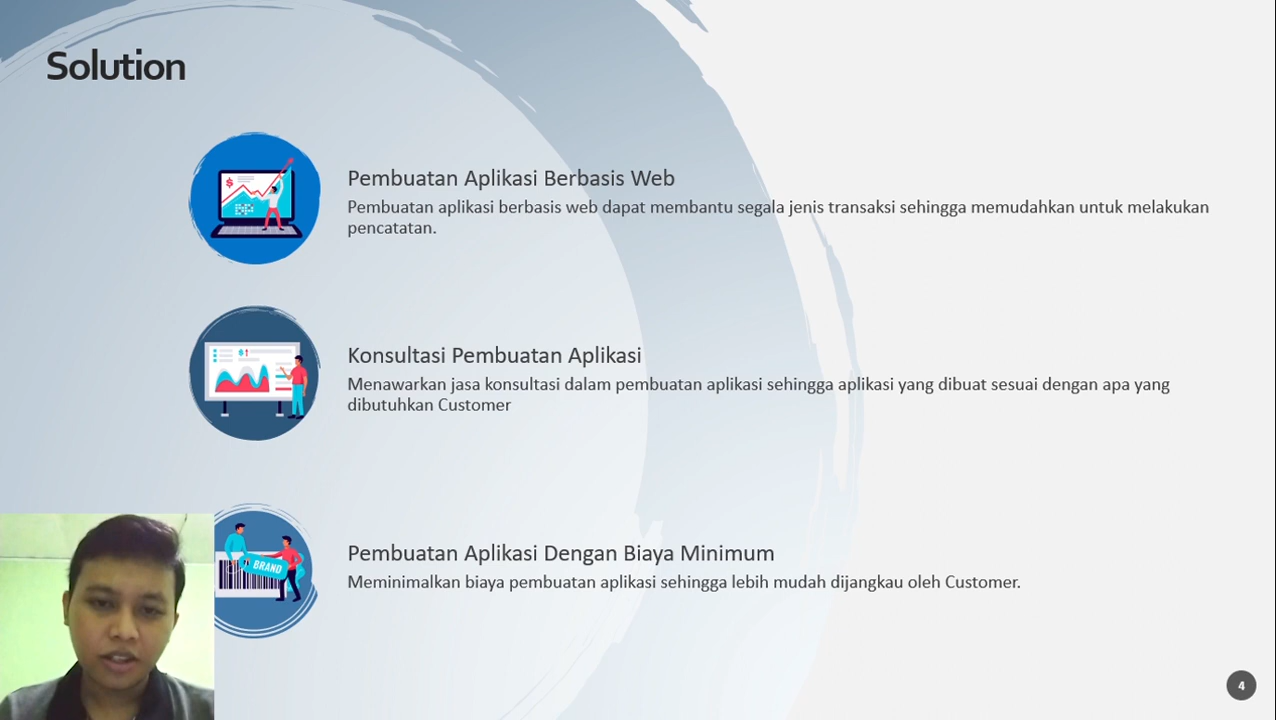 Solution
Pembuatan Aplikasi Berbasis Web
Pembuatan aplikasi berbasis web dapat membantu segala jenis transaksi sehingga memudahkan untuk melakukan
pencatatan.
Konsultasi Pembuatan Aplikasi
Menawarkan jasa konsultasi dalam pembuatan aplikasi sehingga aplikasi yang dibuat sesuai dengan apa yang
dibutuhkan Customer
BRAND
Pembuatan Aplikasi Dengan Biaya Minimum
Meminimalkan biaya pembuatan aplikasi sehingga lebih mudah dijangkau oleh Customer.
4